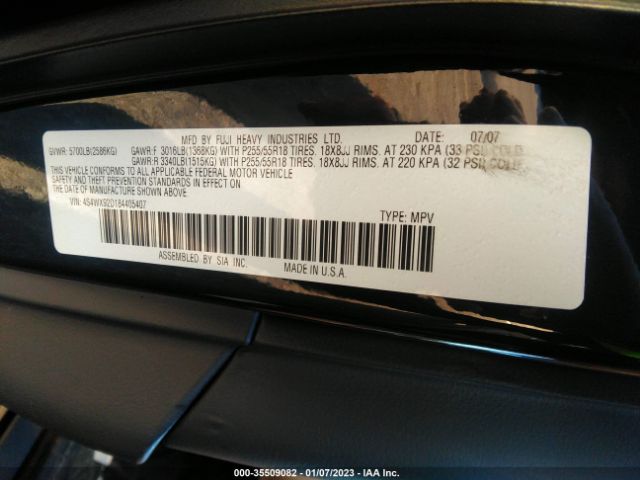 MFD BY FUJI HEAVY INDUSTRIES LTD. DATE: 07/07
GVWR: 5700LB(2586KG) GAWR:F 3016LB(1368KG) WITH P255/55R18 TIRES. 18X8JJ RIMS. AT 230 KPA (33 PSI) COLD
GAWR:R 3340LB(1515KG) WITH P255/55R18 TIRES. 18X8JJ RIMS. AT 220 KPA (32 PSI) COLD
THIS VEHICLE CONFORMS TO ALL APPLICABLE FEDERAL MOTOR VEHICLE
SAFETY AND THEFT PREVENTION STANDARDS IN EFFECT ON
THE DATE OF MANUFACTURE SHOWN ABOVE.
VIN: 4S4WX92D184405407 TYPE: MPV
ASSEMBLED BY SIA INC. MADE IN U.S.A.
000-35509082 - 01/07/2023 - IAA Inc.